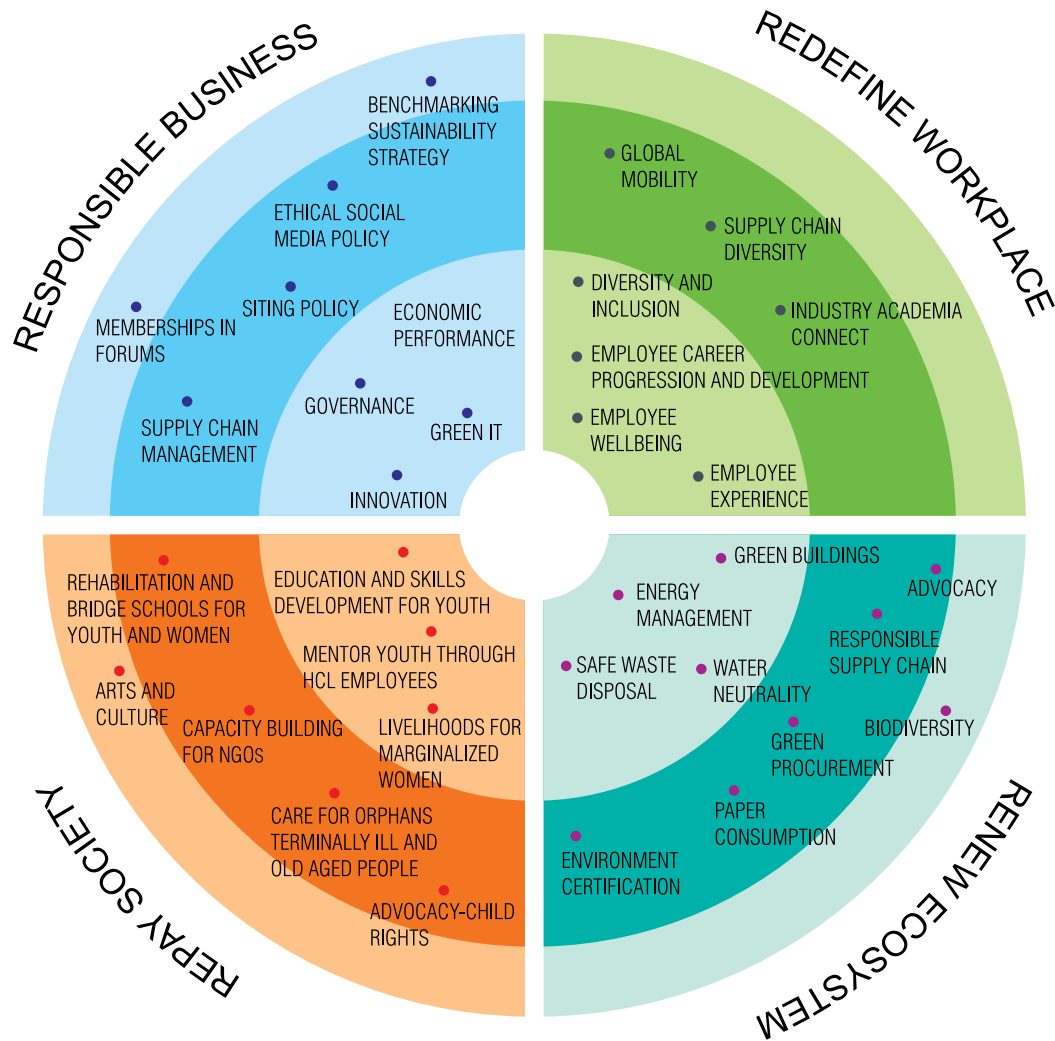 RESPONSIBLE BUSINESS
BENCHMARKING
SUSTAINABILITY
STRATEGY
ETHICAL SOCIAL
MEDIA POLICY
SITING POLICY
MEMBERSHIPS IN
FORUMS
ECONOMIC
PERFORMANCE
GOVERNANCE
SUPPLY CHAIN
MANAGEMENT
GREEN IT
INNOVATION
REDEFINE WORKPLACE
GLOBAL
MOBILITY
SUPPLY CHAIN
DIVERSITY
DIVERSITY AND
INCLUSION
INDUSTRY ACADEMIA
CONNECT
EMPLOYEE CAREER
PROGRESSION AND DEVELOPMENT
EMPLOYEE
WELLBEING
EMPLOYEE
EXPERIENCE
REPAY SOCIETY
REHABILITATION AND
BRIDGE SCHOOLS FOR
YOUTH AND WOMEN
EDUCATION AND SKILLS
DEVELOPMENT FOR YOUTH
MENTOR YOUTH THROUGH
HCL EMPLOYEES
ARTS AND
CULTURE
CAPACITY BUILDING
FOR NGOs
LIVELIHOODS FOR
MARGINALIZED
WOMEN
CARE FOR ORPHANS
TERMINALLY ILL AND
OLD AGED PEOPLE
ADVOCACY-CHILD
RIGHTS
RENEW ECOSYSTEM
GREEN BUILDINGS
ADVOCACY
ENERGY
MANAGEMENT
RESPONSIBLE
SUPPLY CHAIN
SAFE WASTE
DISPOSAL
WATER
NEUTRALITY
BIODIVERSITY
GREEN
PROCUREMENT
PAPER
CONSUMPTION
ENVIRONMENT
CERTIFICATION